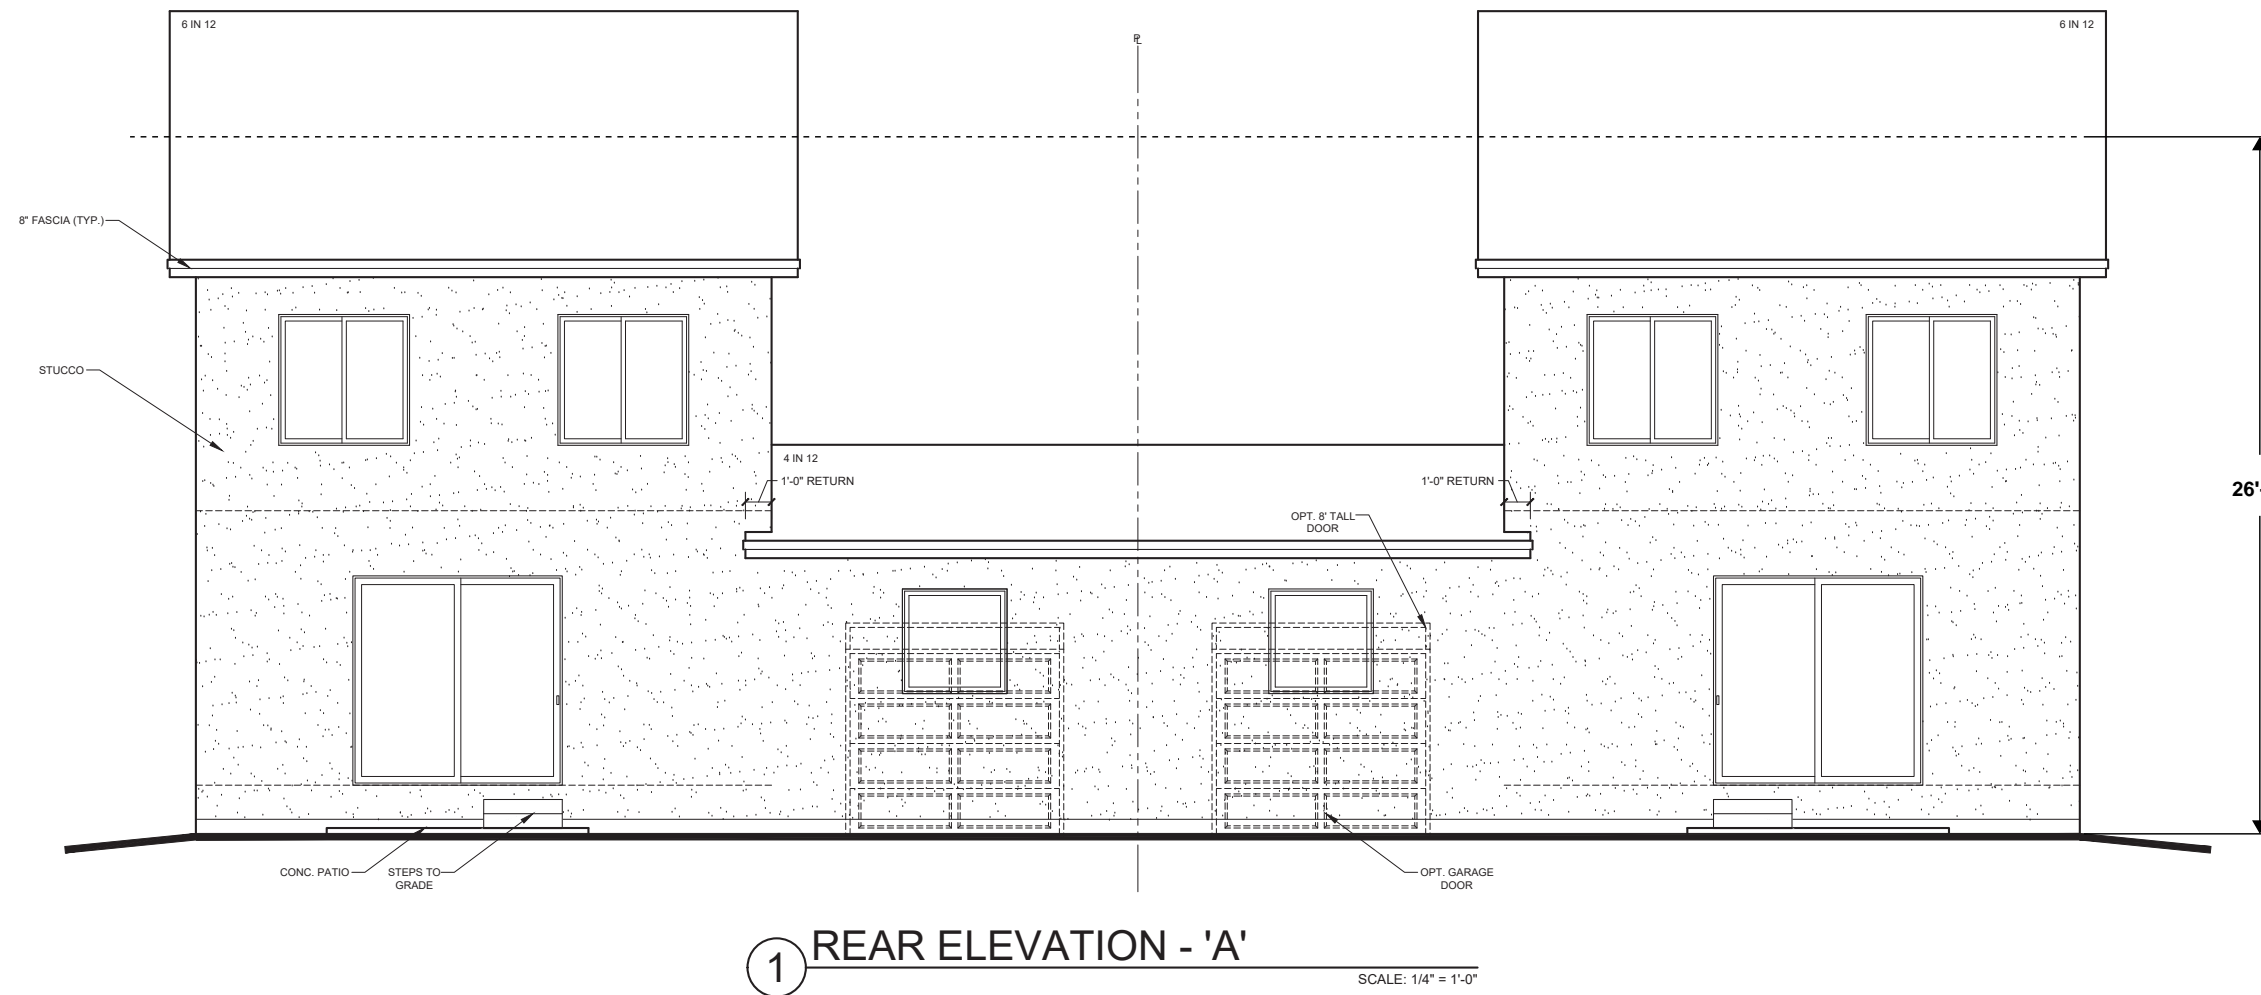 6 IN 12
6 IN 12
PL
8" FASCIA (TYP.)
STUCCO
4 IN 12
1'-0" RETURN
1'-0" RETURN
26'-
OPT. 8' TALL
DOOR
CONC. PATIO
STEPS TO
GRADE
OPT. GARAGE
DOOR
1
REAR ELEVATION - 'A'
SCALE: 1/4" = 1'-0"